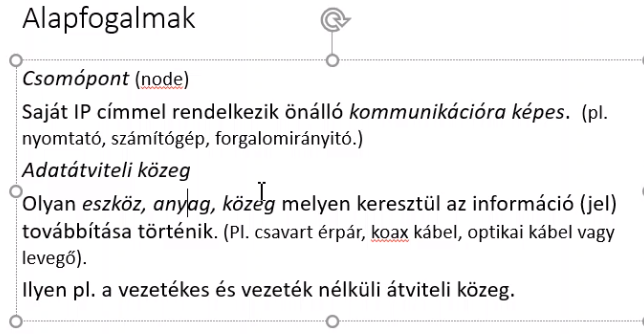 Alapfogalmak
Csomópont (node)
Saját IP címmel rendelkezik önálló kommunikációra képes. (pl.
nyomtató, számítógép, forgalomirányitó.)
Adatátviteli közeg
Olyan eszköz, anyag, közeg melyen keresztül az információ (jel)
továbbítása történik. (Pl. csavart érpár, koax kábel, optikai kábel vagy
levegő).
Ilyen pl. a vezetékes és vezeték nélküli átviteli közeg.